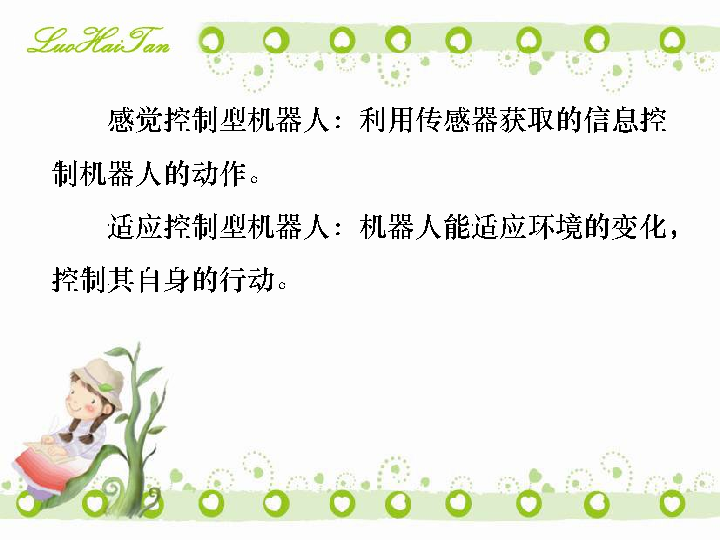 LuoHaiTan
感觉控制型机器人：利用传感器获取的信息控
制机器人的动作。
适应控制型机器人：机器人能适应环境的变化，
控制其自身的行动。